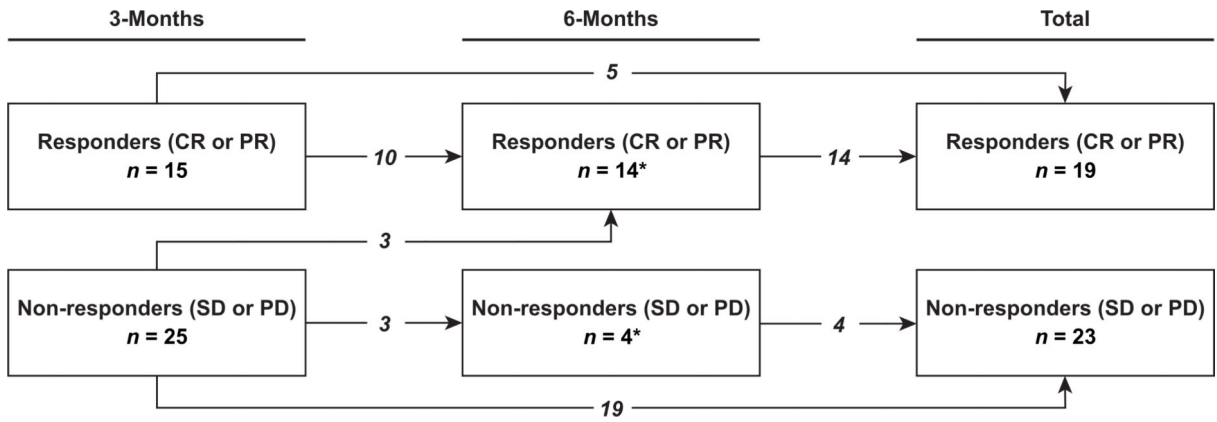 3-Months
6-Months
Total
5
Responders (CR or PR)
n = 15
10
Responders (CR or PR)
n = 14*
14
Responders (CR or PR)
n = 19
3
Non-responders (SD or PD)
n = 25
3
Non-responders (SD or PD)
n = 4*
4
Non-responders (SD or PD)
n = 23
19